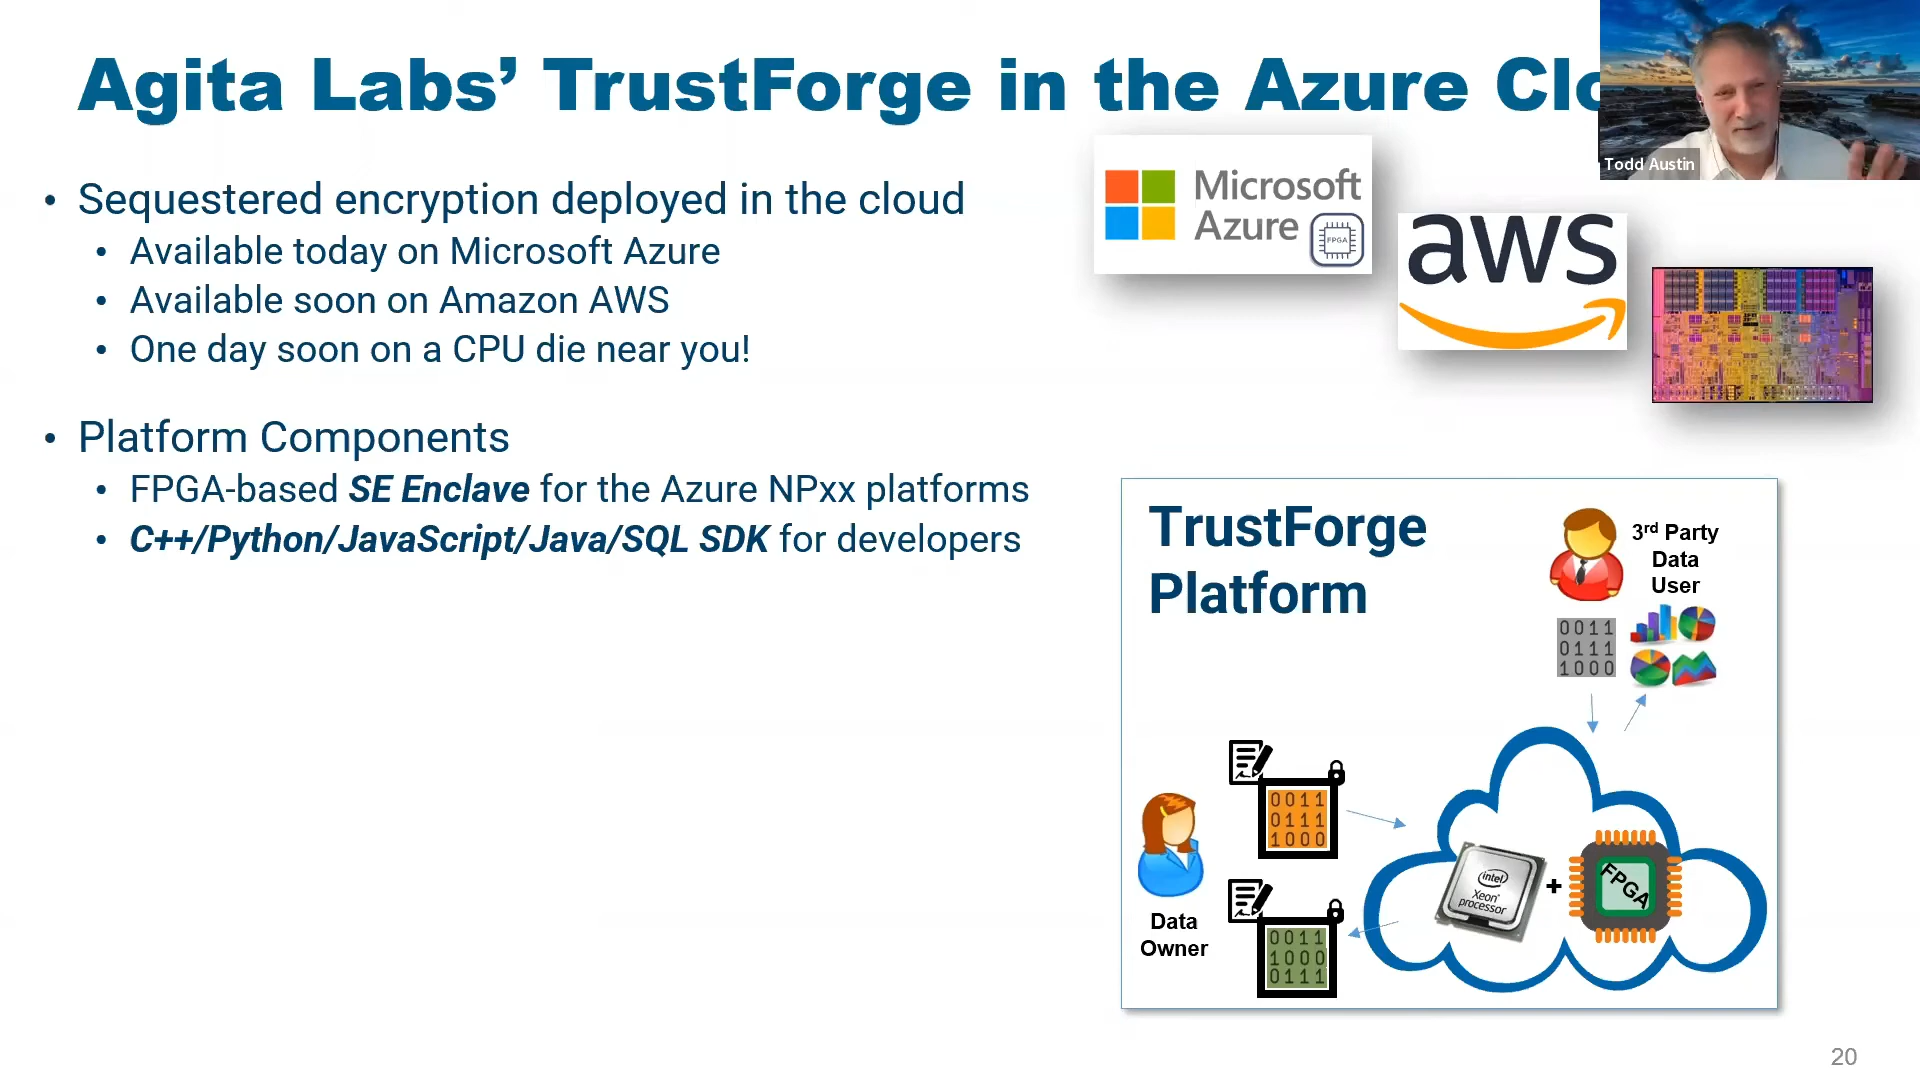 Agita Labs’ TrustForge in the Azure Clo
Todd Austin
• Sequestered encryption deployed in the cloud
• Available today on Microsoft Azure
• Available soon on Amazon AWS
• One day soon on a CPU die near you!
• Platform Components
• FPGA-based SE Enclave for the Azure NPxx platforms
• C++/Python/JavaScript/Java/SQL SDK for developers
Microsoft
Azure
FPGA
aws
TrustForge
Platform
3rd Party
Data
User
0011
0111
1000
0011
0111
1000
Data
Owner
0011
1000
0111
intel
Xeon®
processor
+
FPGA
20